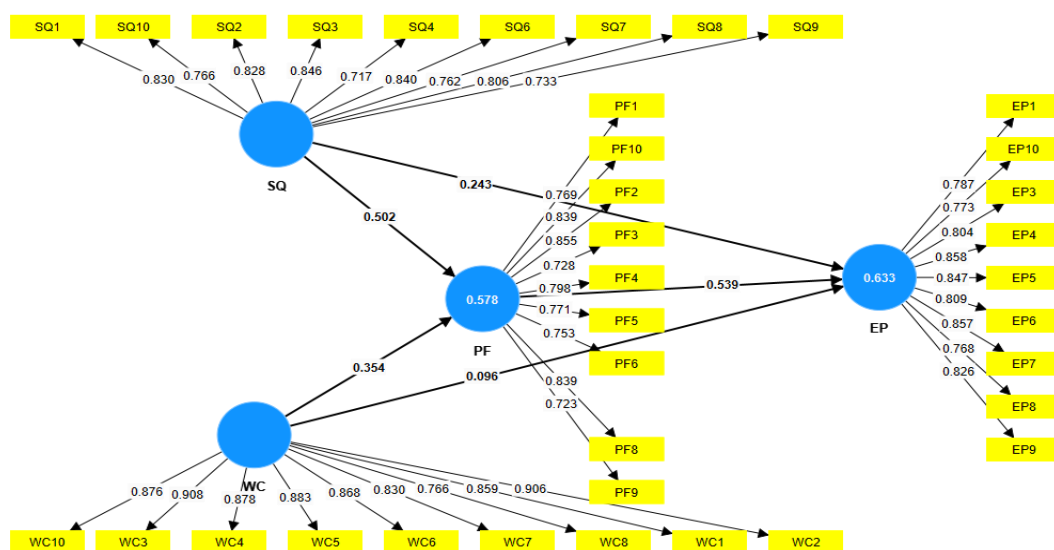 SQ1 SQ10 SQ2 SQ3 SQ4 SQ6 SQ7 SQ8 SQ9
0.830 0.766 0.828 0.846 0.717 0.840 0.762 0.806 0.733
SQ
PF1
PF10
PF2
PF3
PF4
PF5
PF6
PF8
PF9
0.769
0.839
0.855
0.728
0.798
0.771
0.753
0.839
0.723
EP1
EP10
EP3
EP4
EP5
EP6
EP7
EP8
EP9
0.787
0.773
0.804
0.858
0.847
0.809
0.857
0.768
0.826
0.243
0.502
0.578
PF
0.539
0.633
EP
0.354
0.096
WC
0.876 0.908 0.878 0.883 0.868 0.830 0.766 0.859 0.906
WC10 WC3 WC4 WC5 WC6 WC7 WC8 WC1 WC2